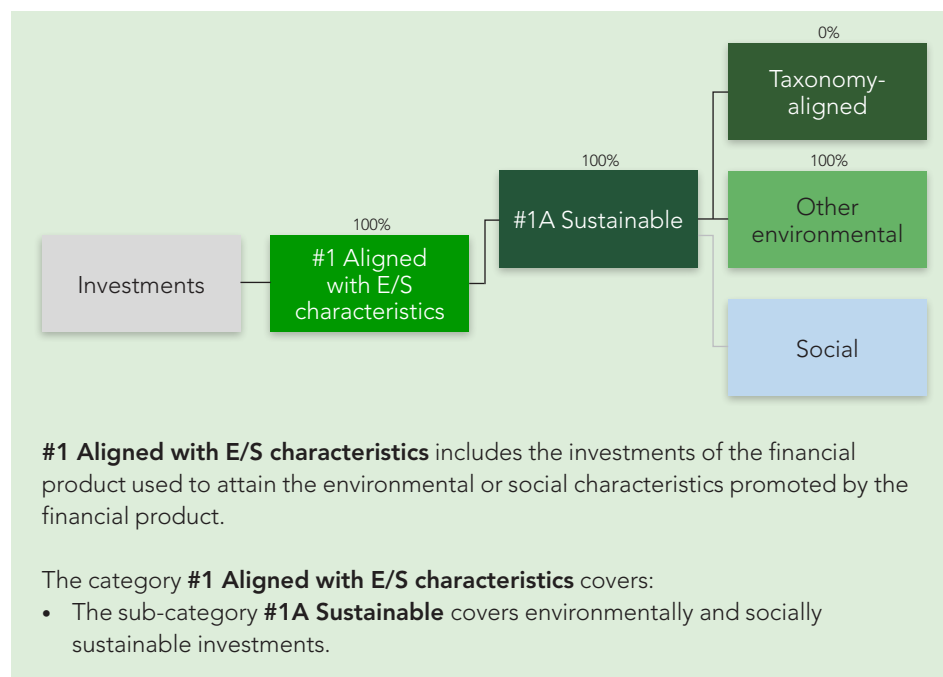 0%
Taxonomy-
aligned
100%
100%
Other
environmental
#1A Sustainable
100%
#1 Aligned
with E/S
characteristics
Investments
Social
#1 Aligned with E/S characteristics includes the investments of the financial
product used to attain the environmental or social characteristics promoted by the
financial product.
The category #1 Aligned with E/S characteristics covers:
• The sub-category #1A Sustainable covers environmentally and socially
sustainable investments.